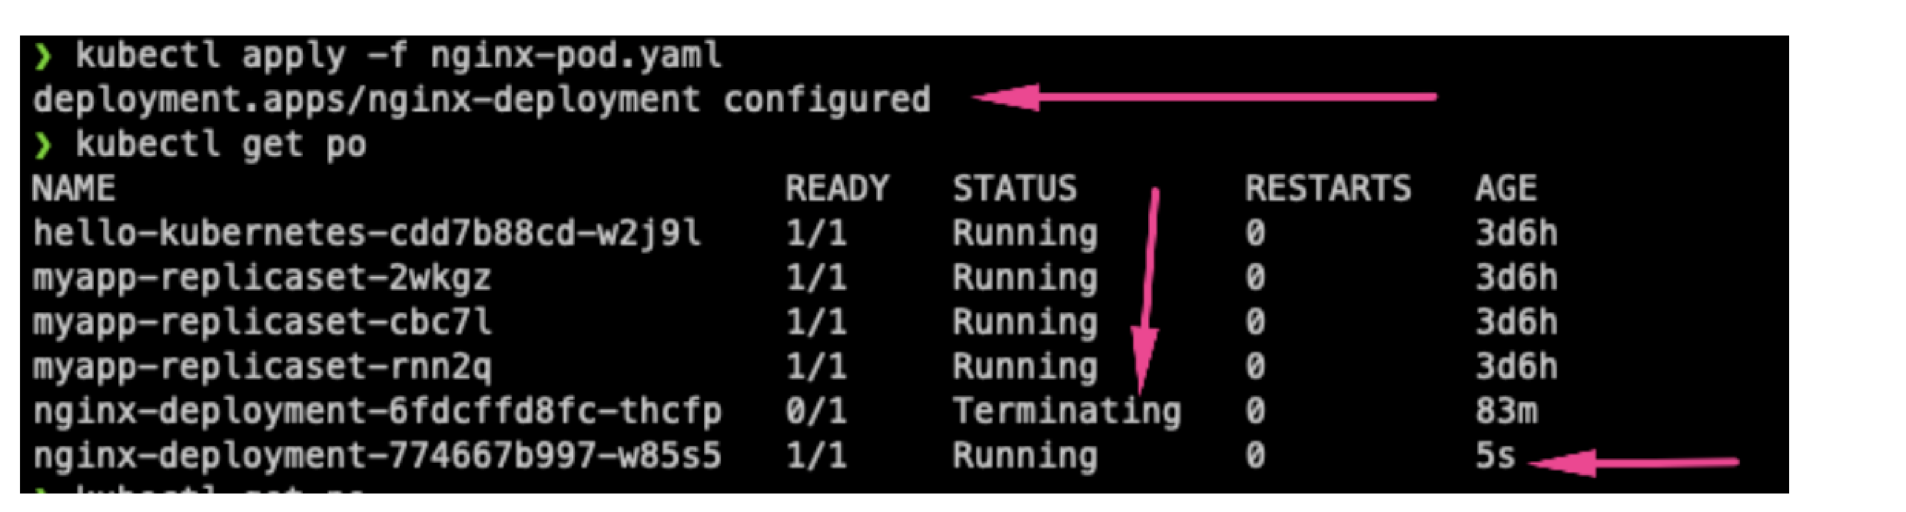 ❯ kubectl apply -f nginx-pod.yaml
deployment.apps/nginx-deployment configured
❯ kubectl get po
NAME READY STATUS RESTARTS AGE
hello-kubernetes-cdd7b88cd-w2j9l 1/1 Running 0 3d6h
myapp-replicaset-2wkgz 1/1 Running 0 3d6h
myapp-replicaset-cbc7l 1/1 Running 0 3d6h
myapp-replicaset-rnn2q 1/1 Running 0 3d6h
nginx-deployment-6fdcffd8fc-thcfp 0/1 Terminating 0 83m
nginx-deployment-774667b997-w85s5 1/1 Running 0 5s
❯ kubectl get po